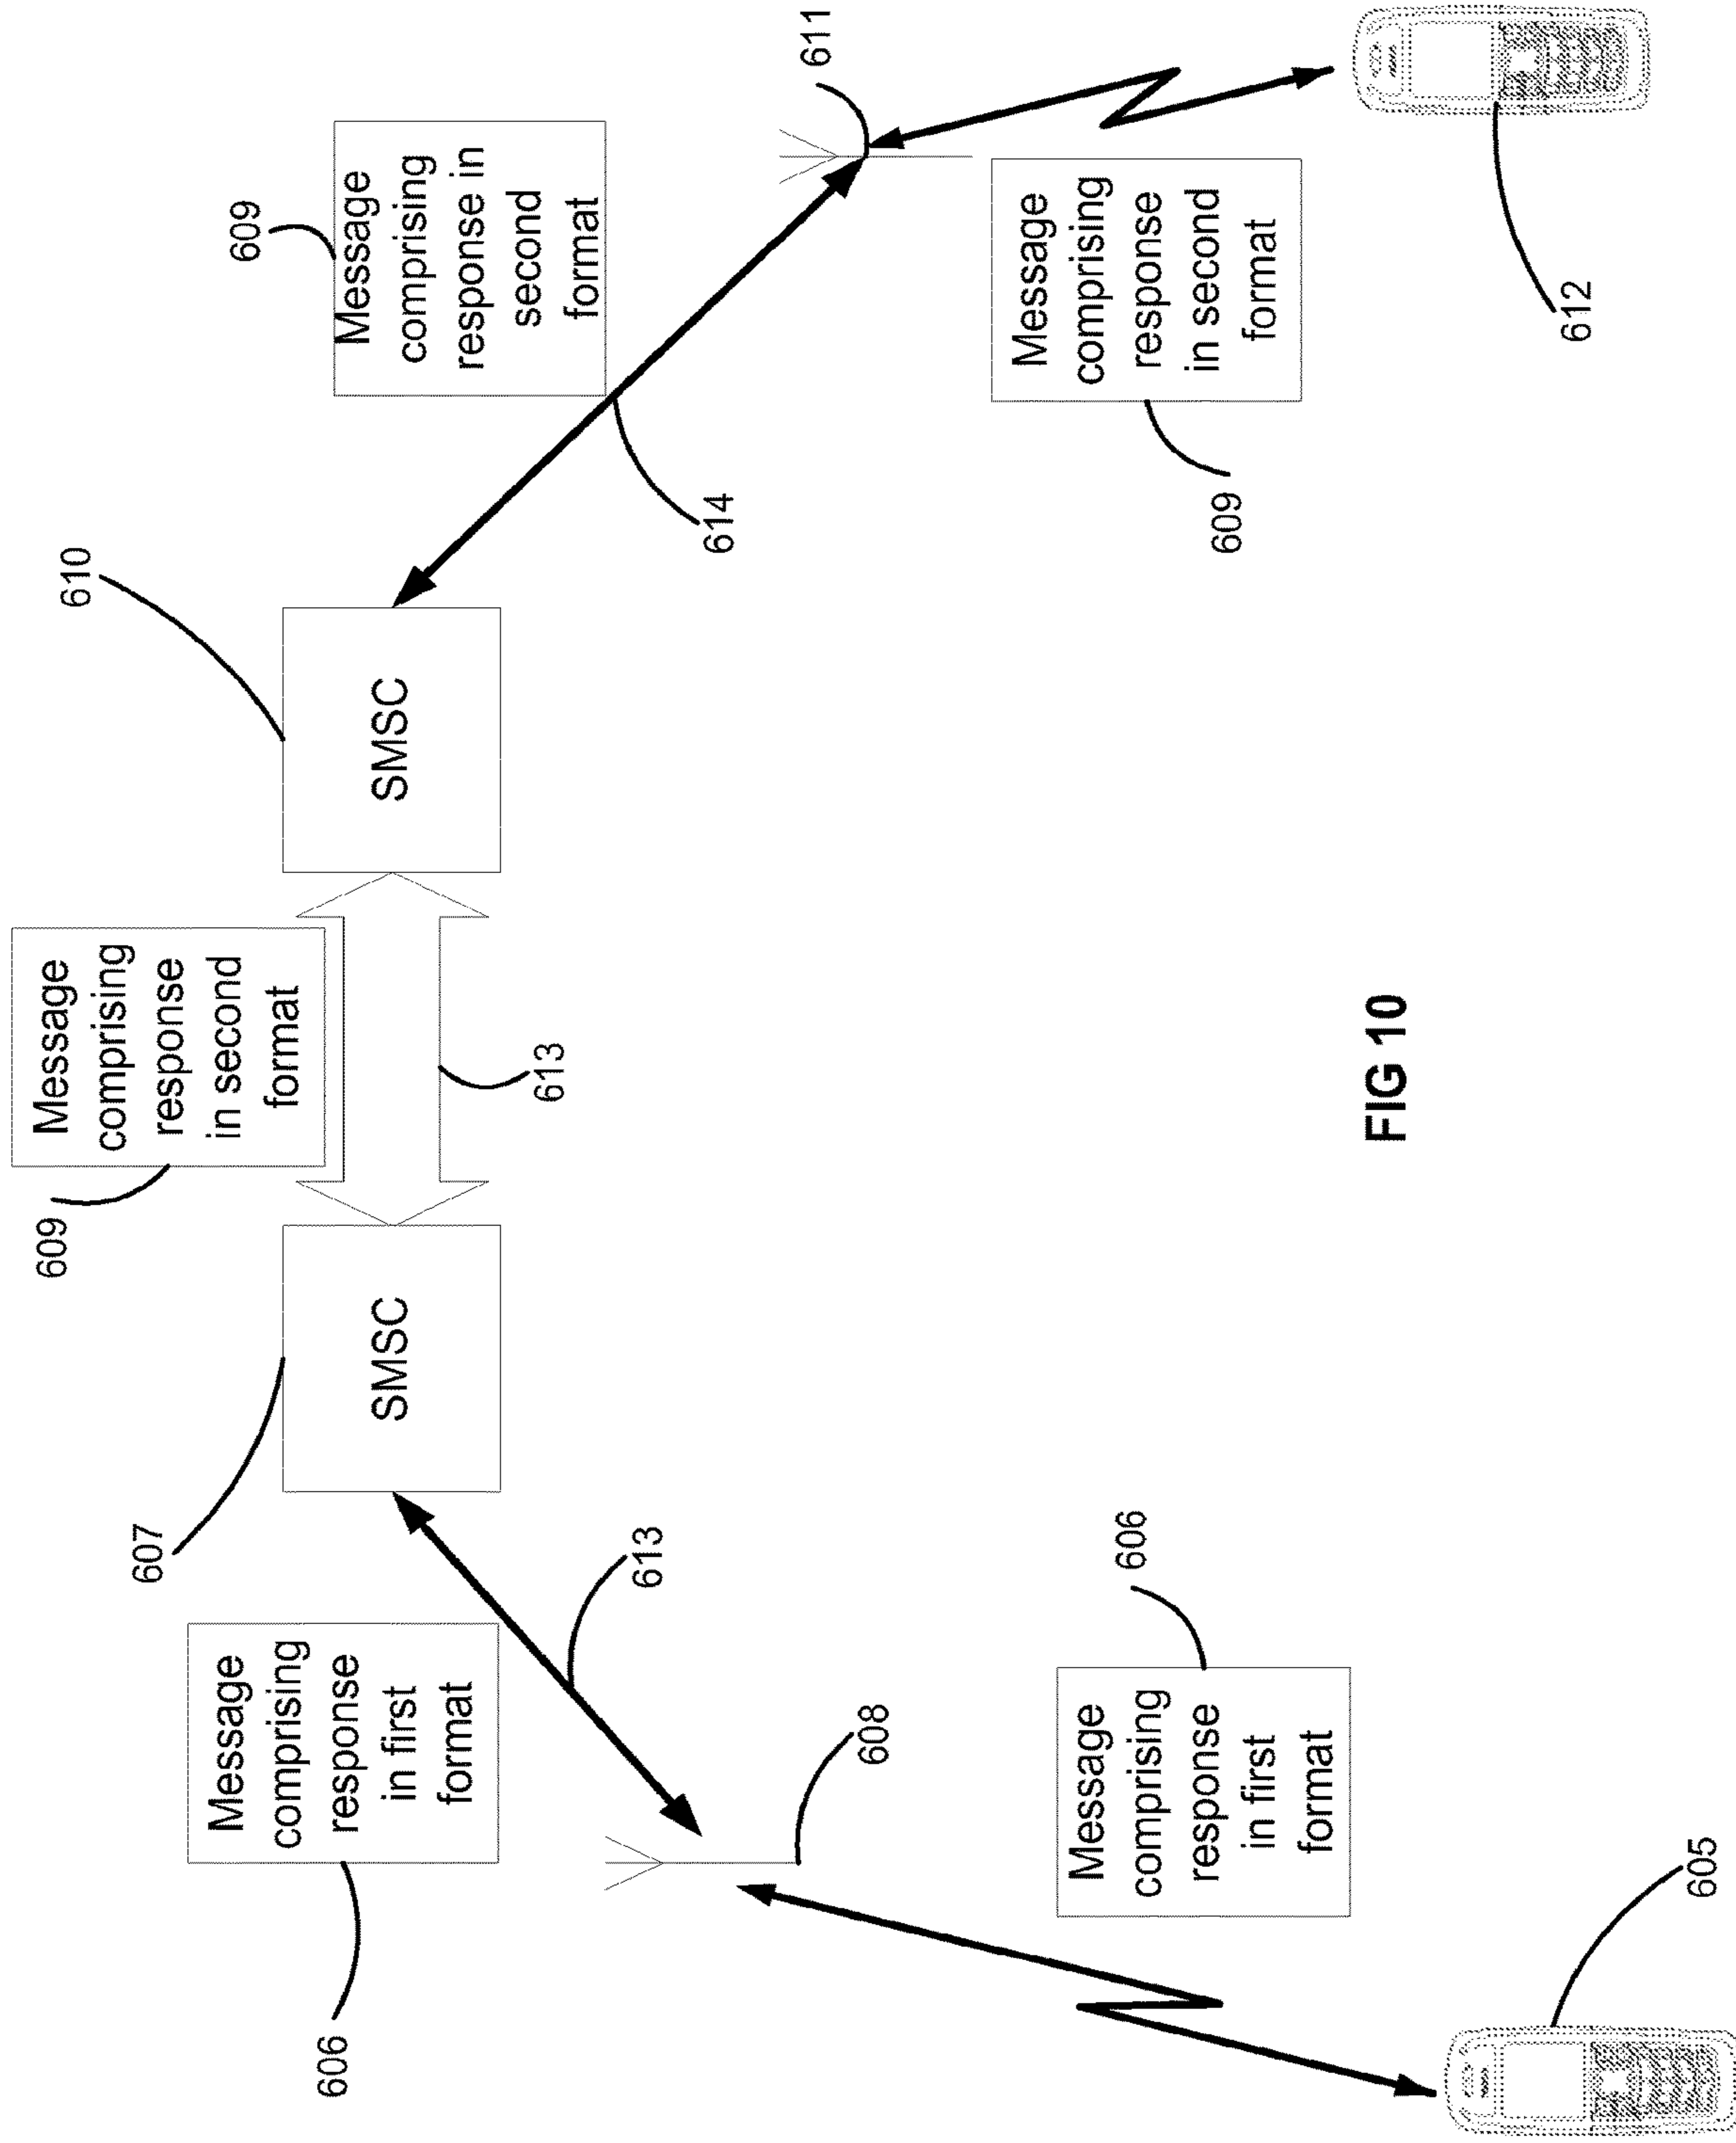 Message
comprising
response
in second
format
609
610
607
Message
comprising
response
in first
format
606
609
Message
comprising
response in
second
format
SMSC
SMSC
613
613
614
611
608
606
Message
comprising
response
in first
format
Message
comprising
response
in second
format
609
FIG 10
612
605